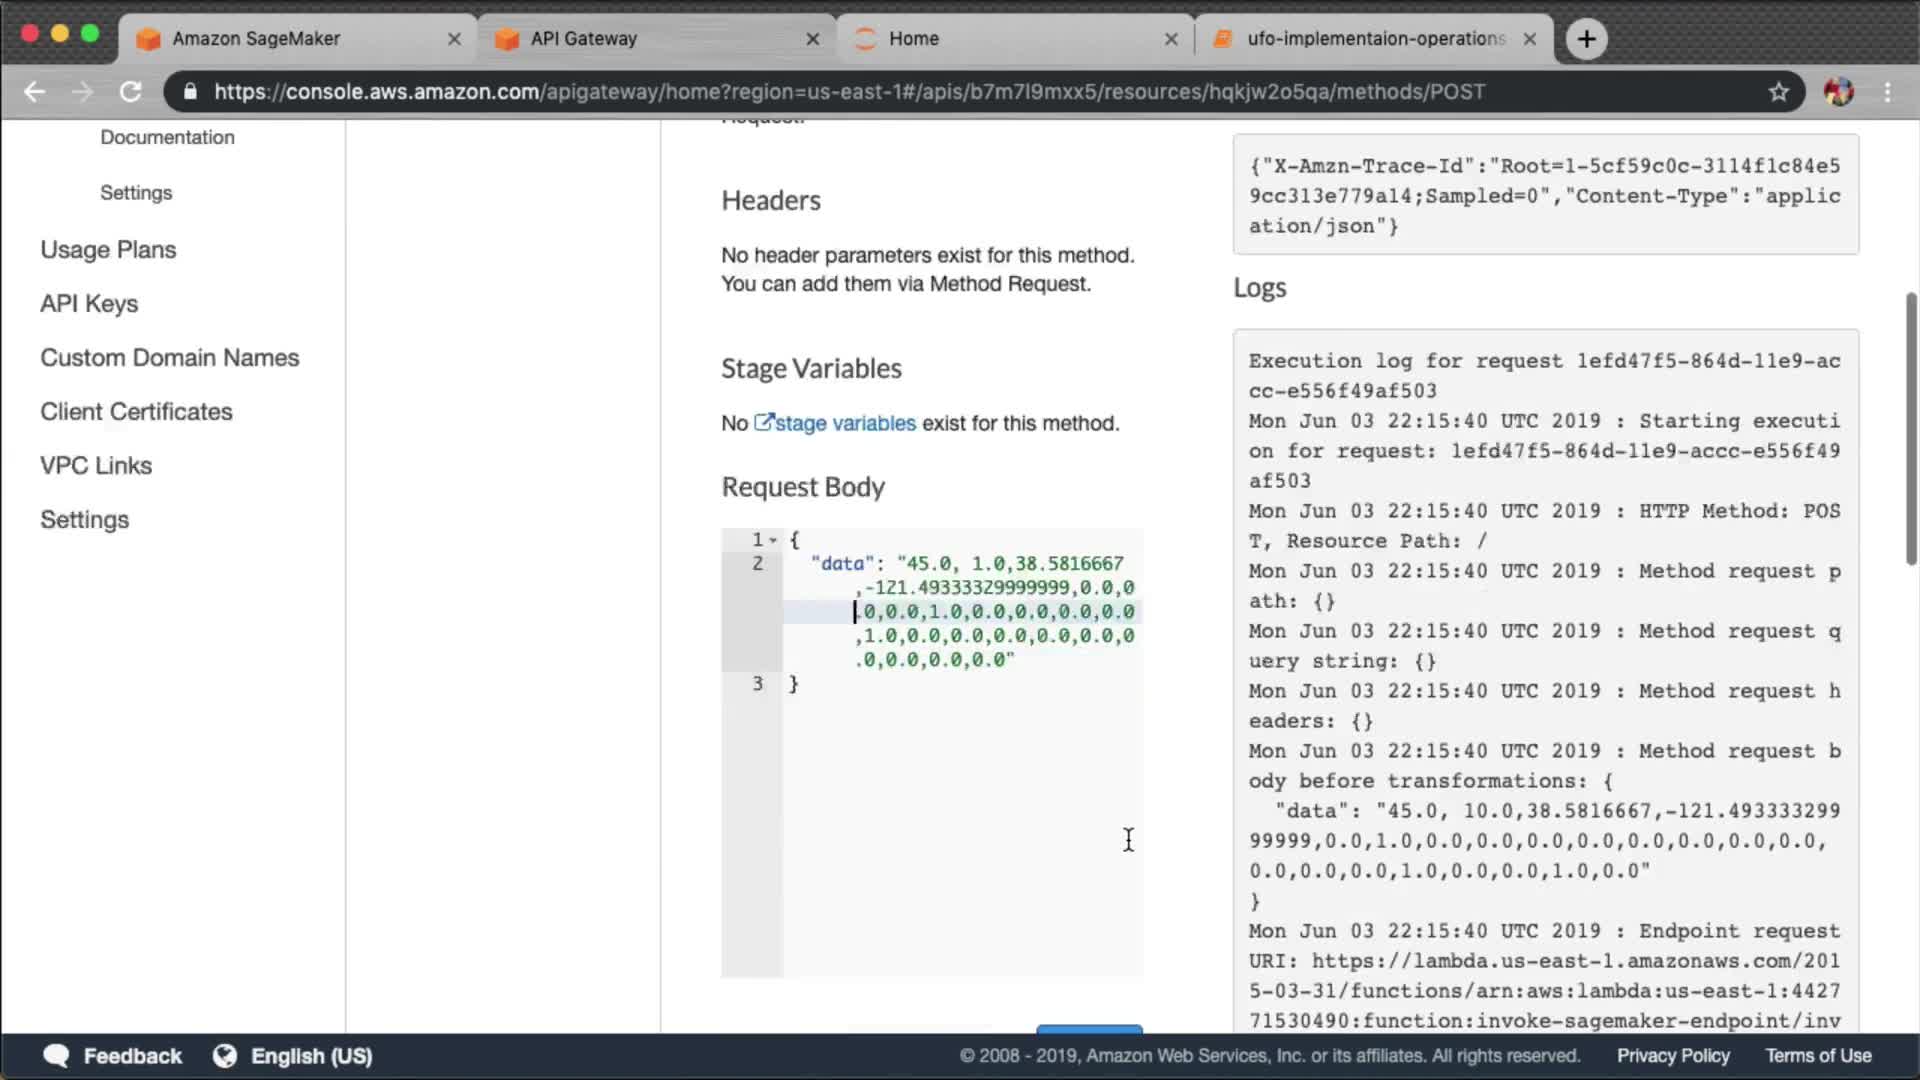 Amazon SageMaker
API Gateway
Home
ufo-implementaion-operations
https://console.aws.amazon.com/apigateway/home?region=us-east-1#/apis/b7m7l9mxx5/resources/hqkjw2o5qa/methods/POST
Documentation
Settings
Usage Plans
API Keys
Custom Domain Names
Client Certificates
VPC Links
Settings
Request.
Headers
No header parameters exist for this method.
You can add them via Method Request.
Stage Variables
No stage variables exist for this method.
Request Body
1 {
2 "data": "45.0, 1.0,38.5816667
,-121.49333329999999,0.0,0
.0,0.0,1.0,0.0,0.0,0.0,0.0
,1.0,0.0,0.0,0.0,0.0,0.0,0
.0,0.0,0.0,0.0"
3 }
{"X-Amzn-Trace-Id":"Root=1-5cf59c0c-3114f1c84e5
9cc313e779a14;Sampled=0","Content-Type":"applic
ation/json"}
Logs
Execution log for request 1efd47f5-864d-11e9-ac
cc-e556f49af503
Mon Jun 03 22:15:40 UTC 2019 : Starting executi
on for request: 1efd47f5-864d-11e9-accc-e556f49
af503
Mon Jun 03 22:15:40 UTC 2019 : HTTP Method: POS
T, Resource Path: /
Mon Jun 03 22:15:40 UTC 2019 : Method request p
ath: {}
Mon Jun 03 22:15:40 UTC 2019 : Method request q
uery string: {}
Mon Jun 03 22:15:40 UTC 2019 : Method request h
eaders: {}
Mon Jun 03 22:15:40 UTC 2019 : Method request b
ody before transformations: {
"data": "45.0, 10.0,38.5816667,-121.493333299
99999,0.0,1.0,0.0,0.0,0.0,0.0,0.0,0.0,0.0,0.0,
0.0,0.0,0.0,1.0,0.0,0.0,1.0,0.0"
}
Mon Jun 03 22:15:40 UTC 2019 : Endpoint request
URI: https://lambda.us-east-1.amazonaws.com/201
5-03-31/functions/arn:aws:lambda:us-east-1:4427
71530490:function:invoke-sagemaker-endpoint/inv
Feedback
English (US)
© 2008 - 2019, Amazon Web Services, Inc. or its affiliates. All rights reserved.
Privacy Policy
Terms of Use